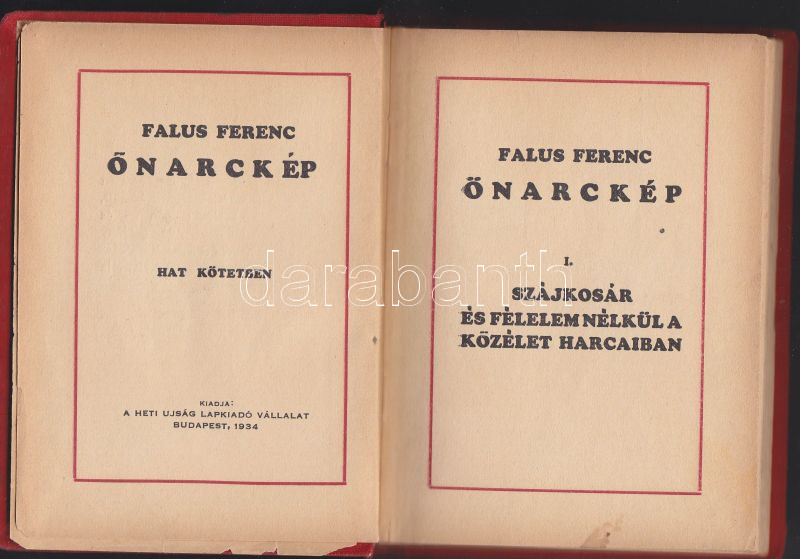 FALUS FERENC
ŐNARCKÉP
HAT KÖTETBEN
KIADJA:
A HETI UJSÁG LAPKIADÓ VÁLLALAT
BUDAPEST, 1934
FALUS FERENC
ÖNARCKÉP
I.
SZÁJKOSÁR
ÉS FÉLELEM NÉLKÜL A
KÖZÉLET HARCAIBAN
darabanth